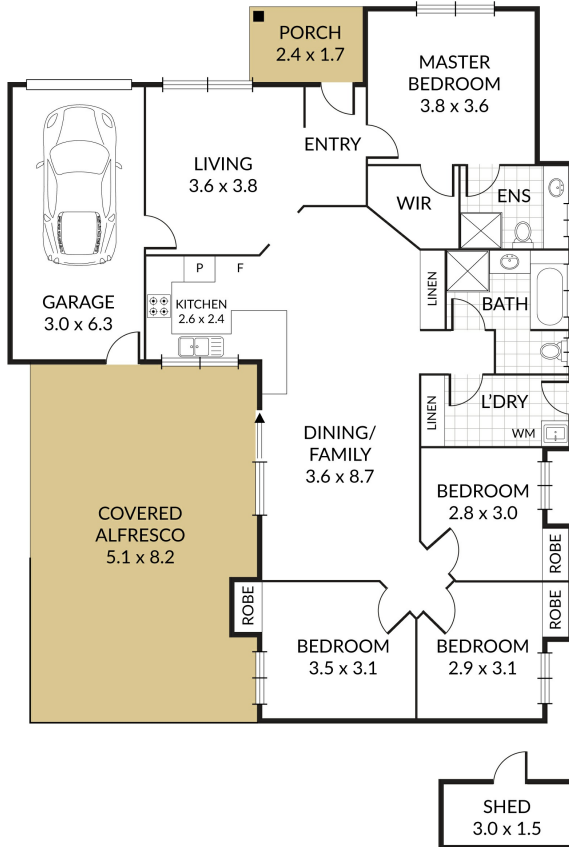 PORCH
2.4 x 1.7
MASTER
BEDROOM
3.8 x 3.6
ENTRY
LIVING
3.6 x 3.8
WIR
ENS
P
F
KITCHEN
2.6 x 2.4
GARAGE
3.0 x 6.3
LINEN
BATH
LINEN
L'DRY
WM
DINING/
FAMILY
3.6 x 8.7
COVERED
ALFRESCO
5.1 x 8.2
BEDROOM
2.8 x 3.0
ROBE
ROBE
ROBE
BEDROOM
3.5 x 3.1
BEDROOM
2.9 x 3.1
SHED
3.0 x 1.5